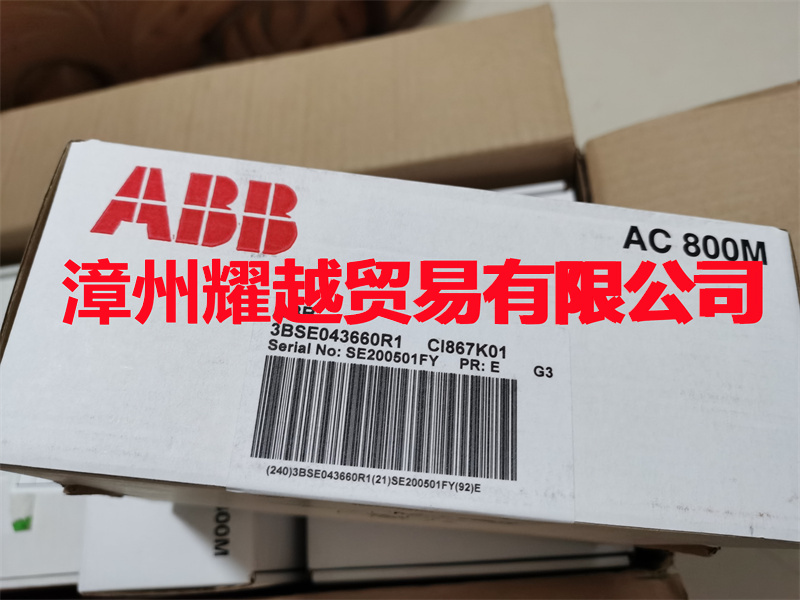 ABB
AC 800M
漳州耀越贸易有限公司
3BSE043660R1 CI867K01
Serial No: SE200501FY PR: E G3
(240)3BSE043660R1(21)SE200501FY(92)E